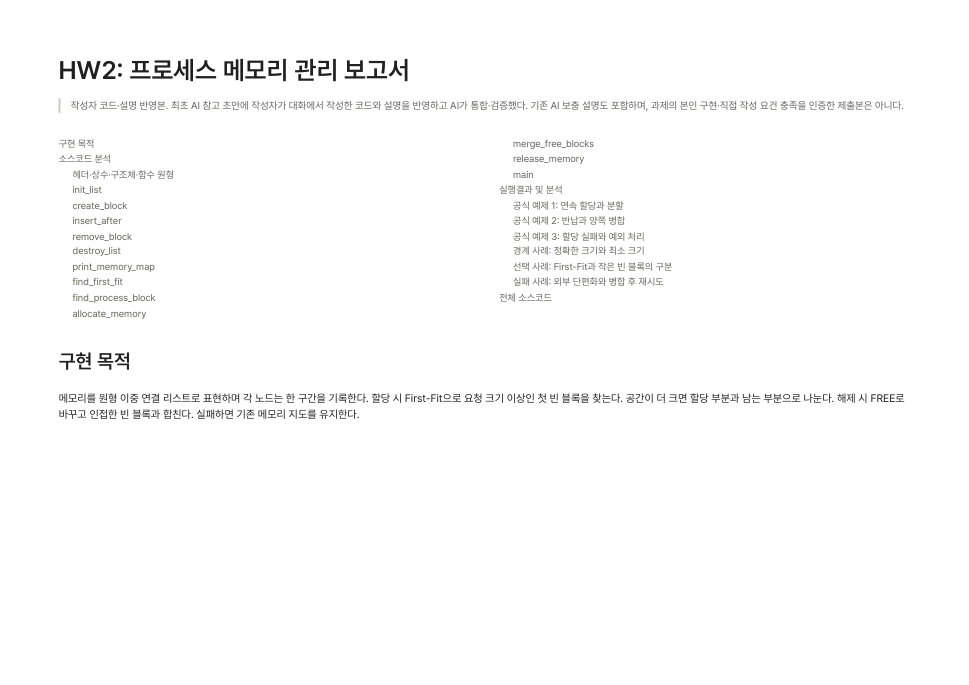 HW2: 프로세스 메모리 관리 보고서
작성자 코드·설명 반영본. 최초 AI 참고 초안에 작성자가 대화에서 작성한 코드와 설명을 반영하고 AI가 통합·검증했다. 기존 AI 보충 설명도 포함하며, 과제의 본인 구현·직접 작성 요건 충족을 인증한 제출본은 아니다.
구현 목적
소스코드 분석
헤더·상수·구조체·함수 원형
init_list
create_block
insert_after
remove_block
destroy_list
print_memory_map
find_first_fit
find_process_block
allocate_memory
merge_free_blocks
release_memory
main
실행결과 및 분석
공식 예제 1: 연속 할당과 분할
공식 예제 2: 반납과 양쪽 병합
공식 예제 3: 할당 실패와 예외 처리
경계 사례: 정확한 크기와 최소 크기
선택 사례: First-Fit과 작은 빈 블록의 구분
실패 사례: 외부 단편화와 병합 후 재시도
전체 소스코드
구현 목적
메모리를 원형 이중 연결 리스트로 표현하며 각 노드는 한 구간을 기록한다. 할당 시 First-Fit으로 요청 크기 이상인 첫 빈 블록을 찾는다. 공간이 더 크면 할당 부분과 남는 부분으로 나눈다. 해제 시 FREE로
바꾸고 인접한 빈 블록과 합친다. 실패하면 기존 메모리 지도를 유지한다.